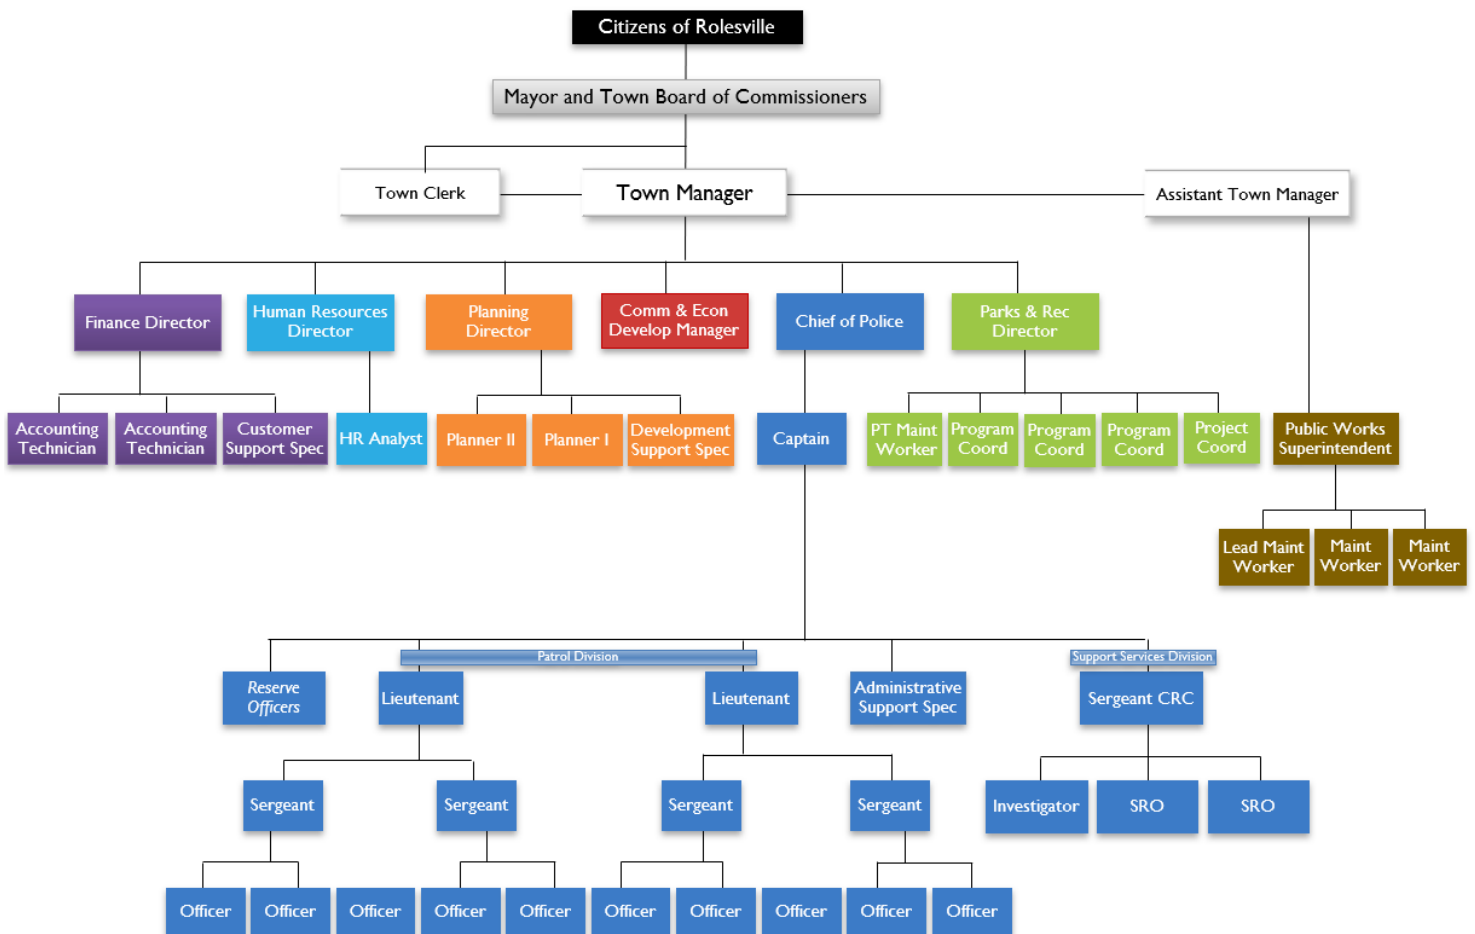 Citizens of Rolesville
Mayor and Town Board of Commissioners
Town Clerk
Town Manager
Assistant Town Manager
Finance Director
Human Resources
Director
Planning
Director
Comm & Econ
Develop Manager
Chief of Police
Parks & Rec
Director
Accounting
Technician
Accounting
Technician
Customer
Support Spec
HR Analyst
Planner II
Planner I
Development
Support Spec
Captain
PT Maint
Worker
Program
Coord
Program
Coord
Program
Coord
Project
Coord
Public Works
Superintendent
Lead Maint
Worker
Maint
Worker
Maint
Worker
Patrol Division
Support Services Division
Reserve
Officers
Lieutenant
Lieutenant
Administrative
Support Spec
Sergeant CRC
Sergeant
Sergeant
Sergeant
Sergeant
Investigator
SRO
SRO
Officer
Officer
Officer
Officer
Officer
Officer
Officer
Officer
Officer
Officer